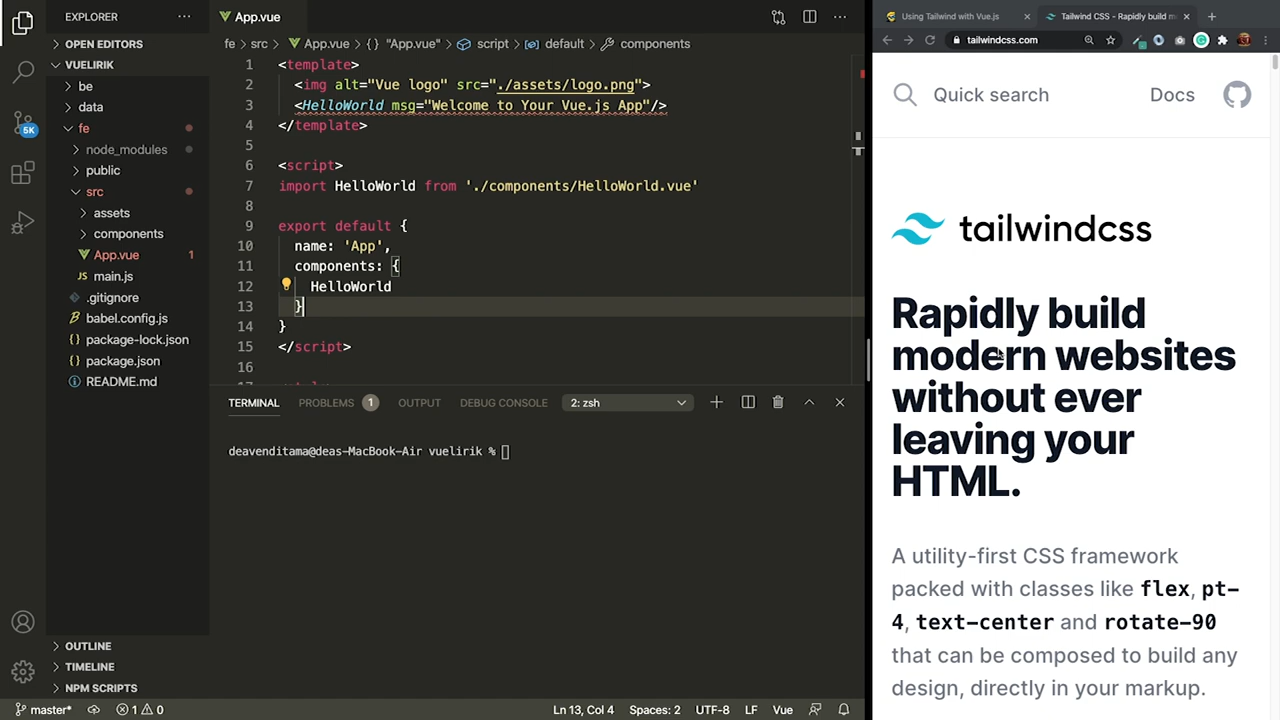 EXPLORER
OPEN EDITORS
VUELIRIK
be
data
fe
node_modules
public
src
assets
components
App.vue 1
main.js
.gitignore
babel.config.js
package-lock.json
package.json
README.md
OUTLINE
TIMELINE
NPM SCRIPTS
5K
App.vue
fe > src > App.vue > {} "App.vue" > script > default > components
1 <template>
2 <img alt="Vue logo" src="./assets/logo.png">
3 <HelloWorld msg="Welcome to Your Vue.js App"/>
4 </template>
5
6 <script>
7 import HelloWorld from './components/HelloWorld.vue'
8
9 export default {
10 name: 'App',
11 components: {
12 HelloWorld
13 }
14 }
15 </script>
16
TERMINAL PROBLEMS 1 OUTPUT DEBUG CONSOLE 2: zsh
deavenditama@deas-MacBook-Air vuelirik %
master* 1 0 Ln 13, Col 4 Spaces: 2 UTF-8 LF Vue
Using Tailwind with Vue.js Tailwind CSS - Rapidly build m
tailwindcss.com
Quick search Docs
tailwindcss
Rapidly build
modern websites
without ever
leaving your
HTML.
A utility-first CSS framework
packed with classes like flex, pt-
4, text-center and rotate-90
that can be composed to build any
design, directly in your markup.